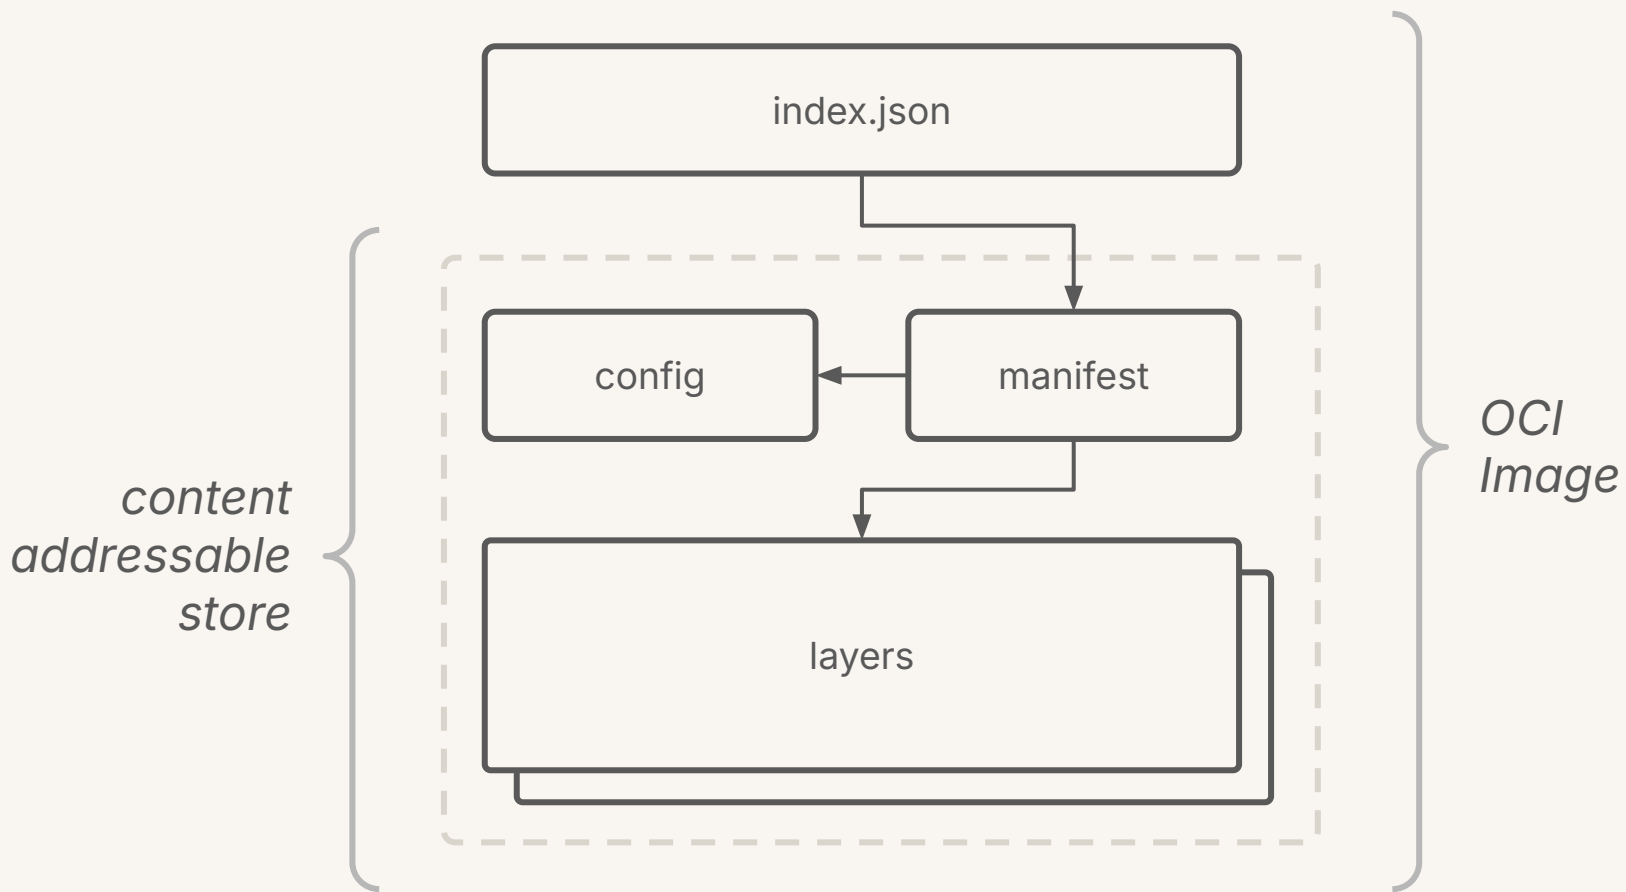 index.json
config
manifest
layers
content
addressable
store
OCI
Image